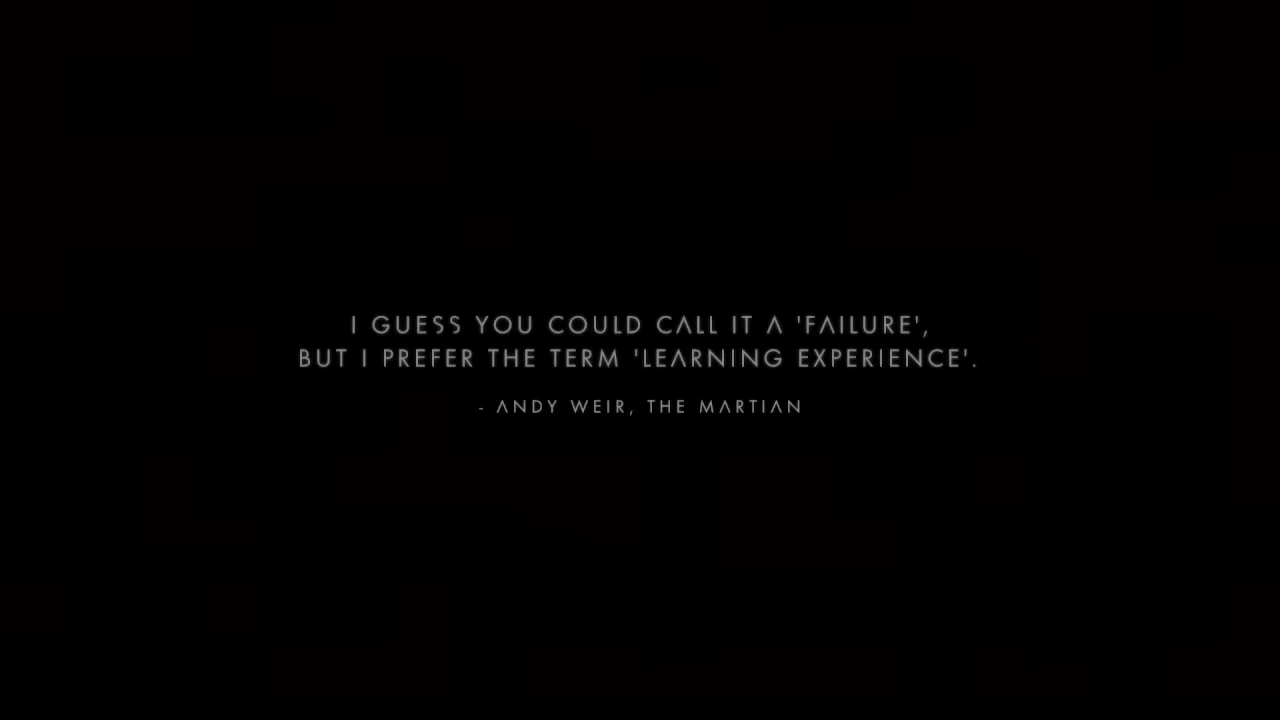 I GUESS YOU COULD CALL IT A 'FAILURE',
BUT I PREFER THE TERM 'LEARNING EXPERIENCE'.
- ANDY WEIR, THE MARTIAN